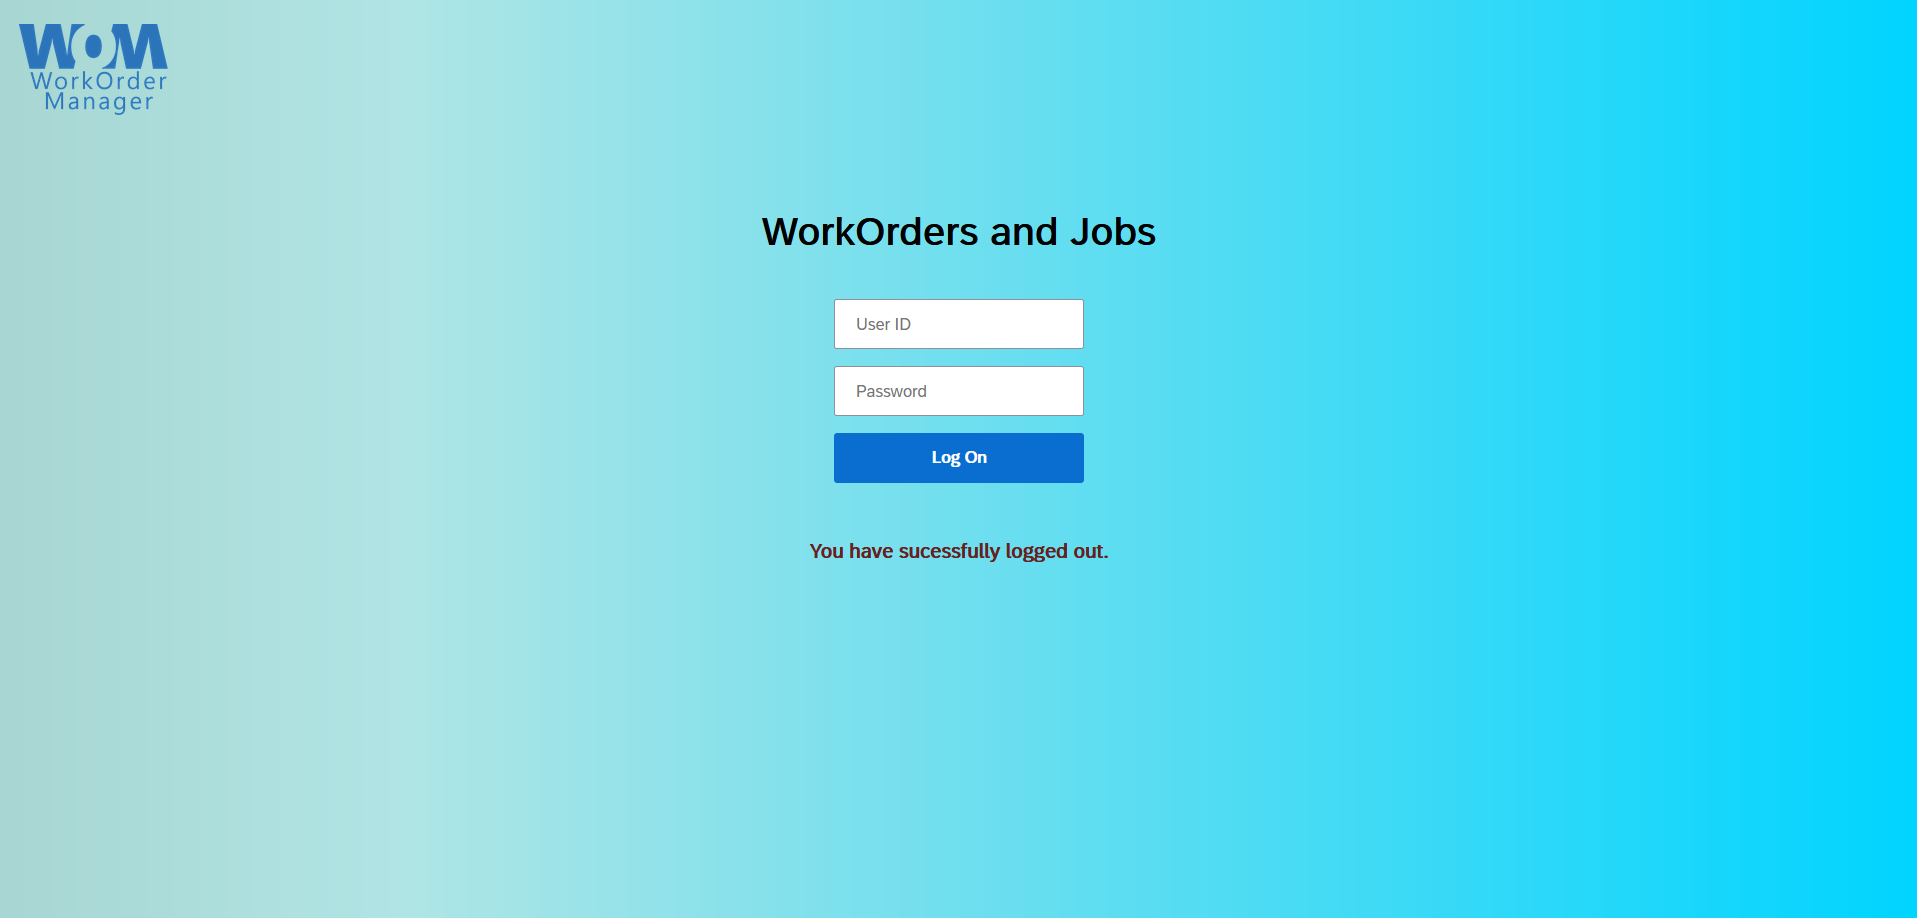 WOM
WorkOrder
Manager
WorkOrders and Jobs
User ID
Password
Log On
You have sucessfully logged out.